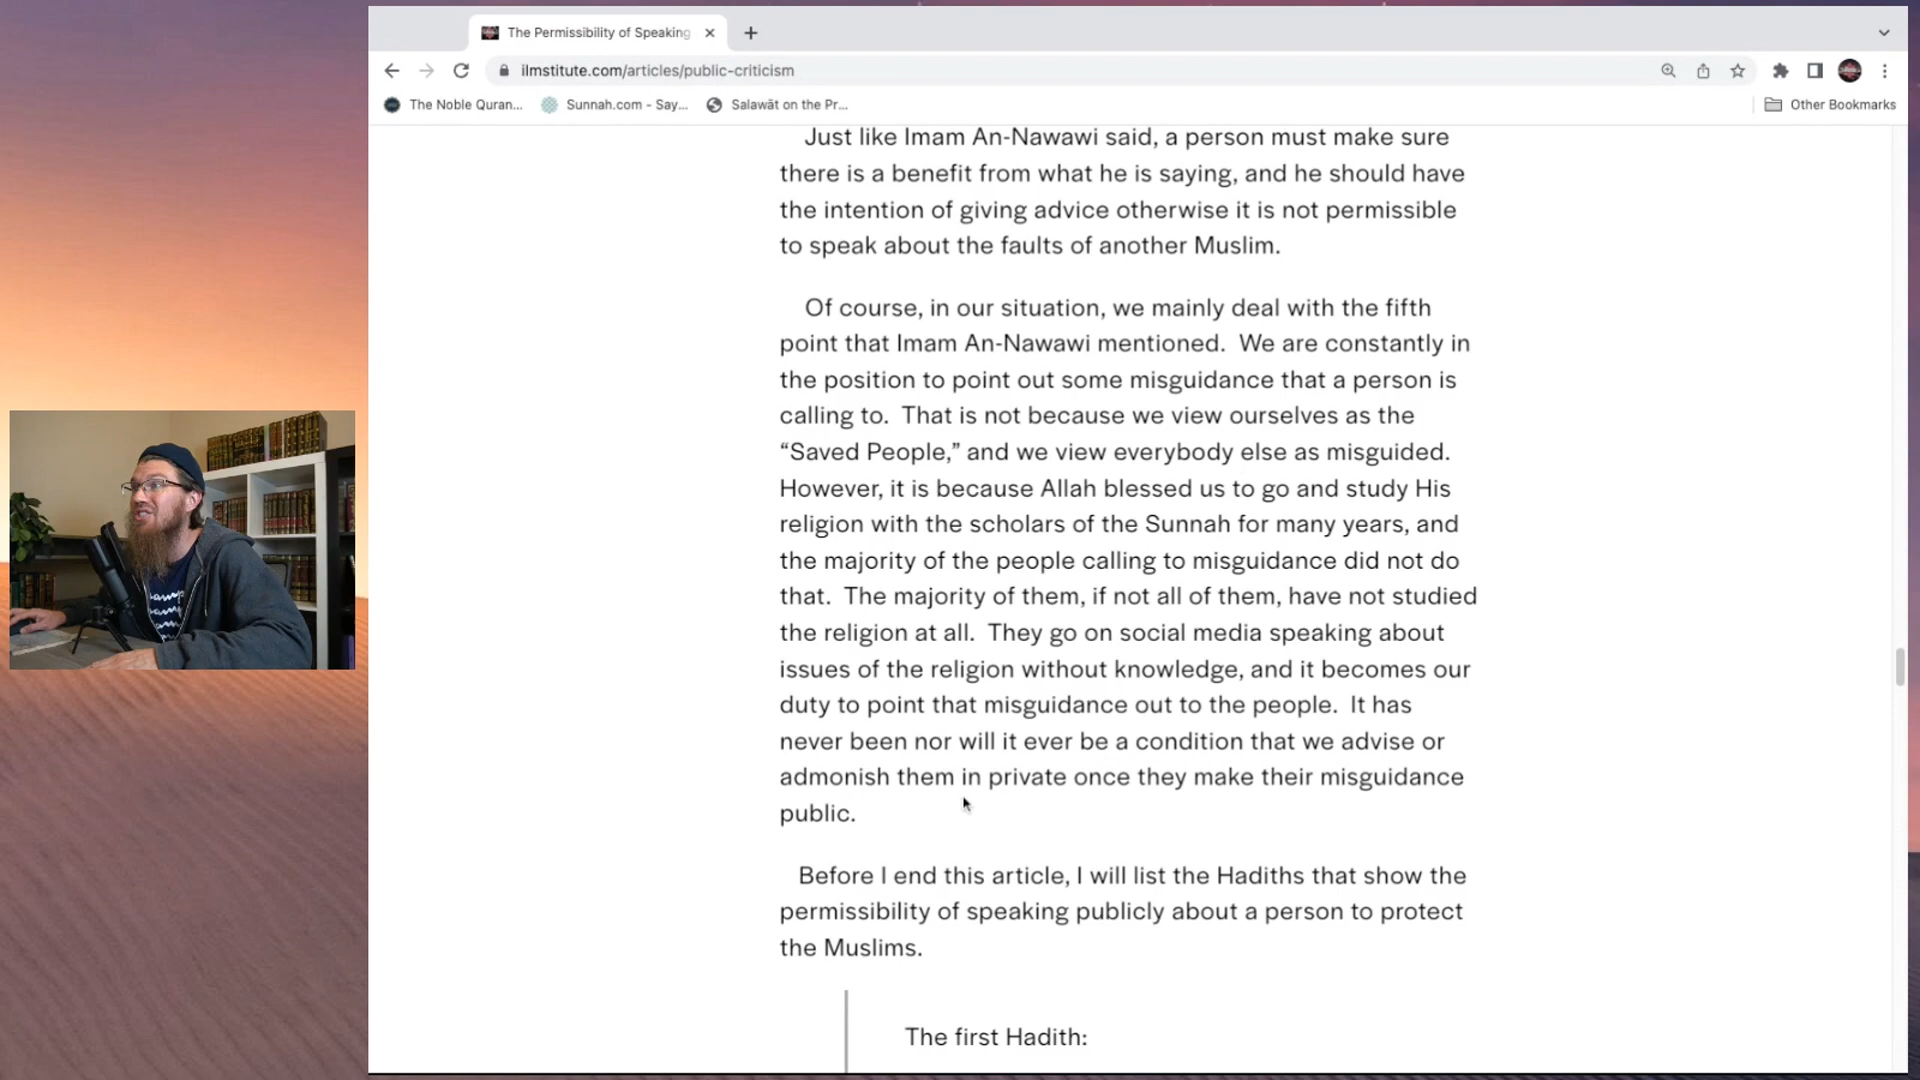 The Permissibility of Speaking
ilmstitute.com/articles/public-criticism
The Noble Quran...
Sunnah.com - Say...
Salawāt on the Pr...
Other Bookmarks
Just like Imam An-Nawawi said, a person must make sure
there is a benefit from what he is saying, and he should have
the intention of giving advice otherwise it is not permissible
to speak about the faults of another Muslim.
Of course, in our situation, we mainly deal with the fifth
point that Imam An-Nawawi mentioned. We are constantly in
the position to point out some misguidance that a person is
calling to. That is not because we view ourselves as the
“Saved People,” and we view everybody else as misguided.
However, it is because Allah blessed us to go and study His
religion with the scholars of the Sunnah for many years, and
the majority of the people calling to misguidance did not do
that. The majority of them, if not all of them, have not studied
the religion at all. They go on social media speaking about
issues of the religion without knowledge, and it becomes our
duty to point that misguidance out to the people. It has
never been nor will it ever be a condition that we advise or
admonish them in private once they make their misguidance
public.
Before I end this article, I will list the Hadiths that show the
permissibility of speaking publicly about a person to protect
the Muslims.
The first Hadith: